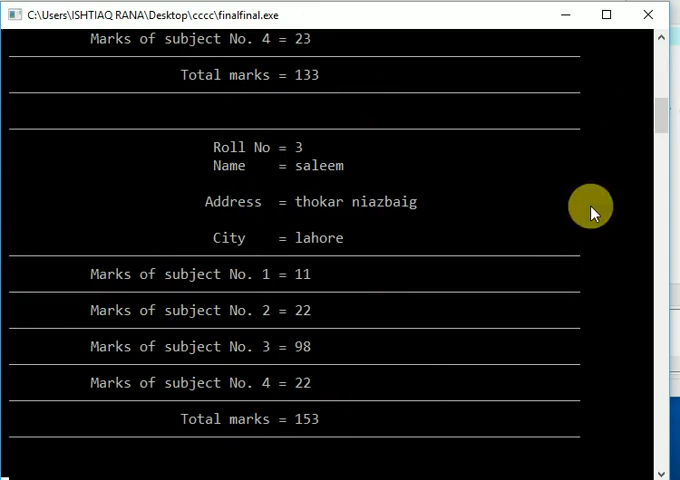 C:\Users\ISHTIAQ RANA\Desktop\cccc\finalfinal.exe
Marks of subject No. 4 = 23
Total marks = 133
Roll No = 3
Name = saleem
Address = thokar niazbaig
City = lahore
Marks of subject No. 1 = 11
Marks of subject No. 2 = 22
Marks of subject No. 3 = 98
Marks of subject No. 4 = 22
Total marks = 153